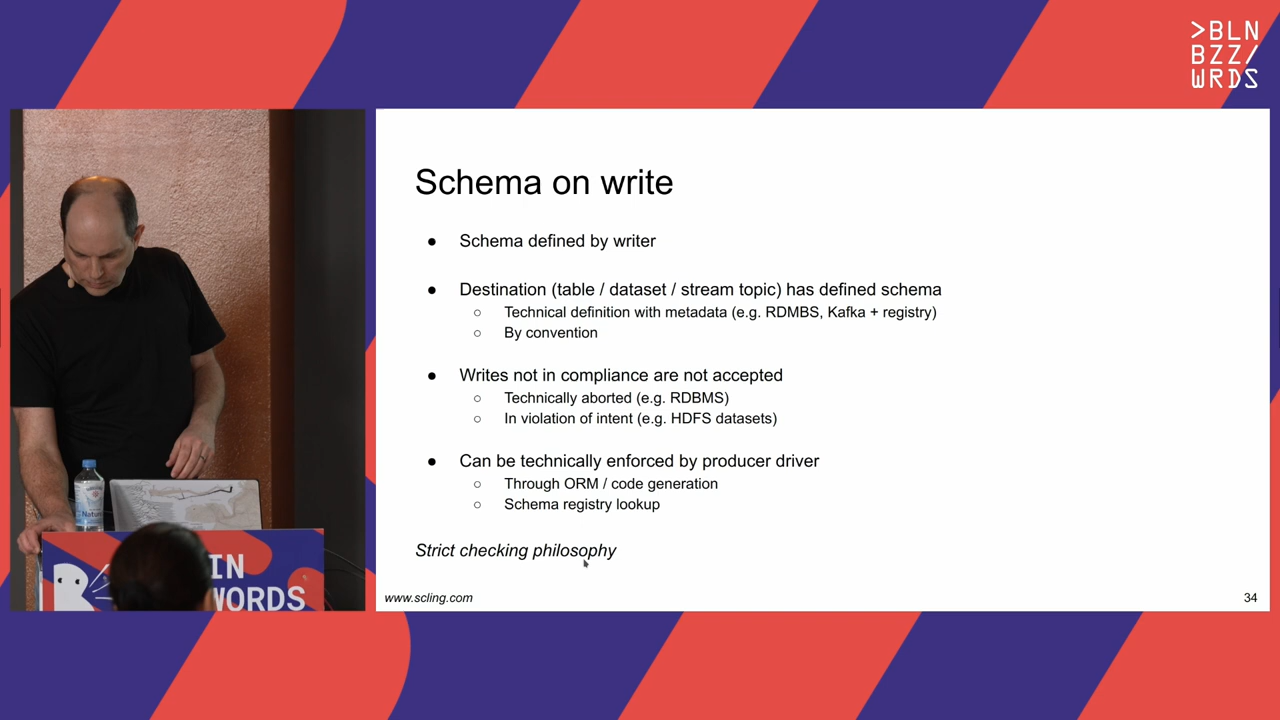 >BLN
BZZ/
WRDS
Schema on write
● Schema defined by writer
● Destination (table / dataset / stream topic) has defined schema
○ Technical definition with metadata (e.g. RDMBS, Kafka + registry)
○ By convention
● Writes not in compliance are not accepted
○ Technically aborted (e.g. RDBMS)
○ In violation of intent (e.g. HDFS datasets)
● Can be technically enforced by producer driver
○ Through ORM / code generation
○ Schema registry lookup
Strict checking philosophy
www.scling.com
34
IN
WORDS